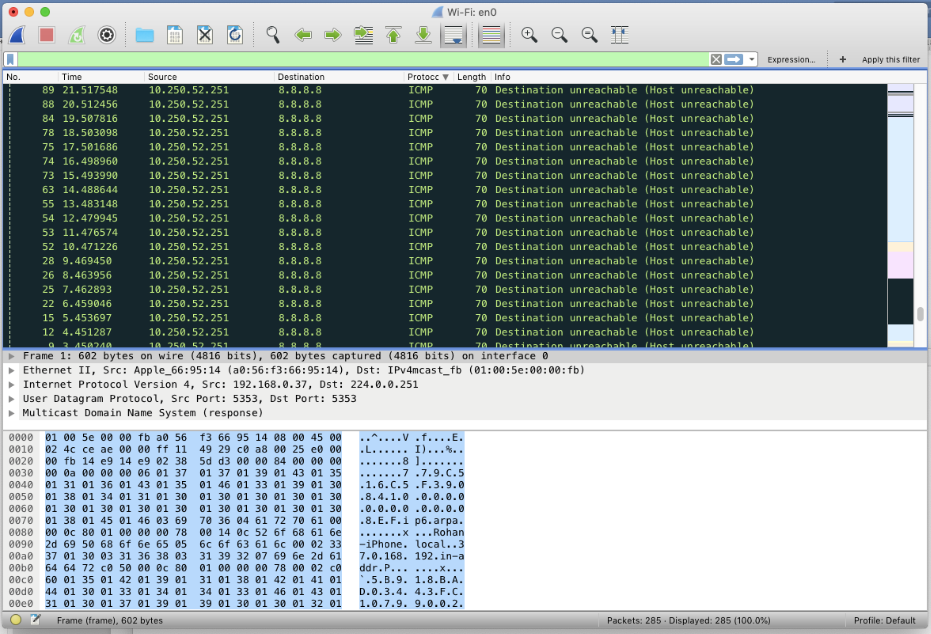 Wi-Fi: en0
Expression... + Apply this filter
No. Time Source Destination Protocc Length Info
89 21.517548 10.250.52.251 8.8.8.8 ICMP 70 Destination unreachable (Host unreachable)
88 20.512456 10.250.52.251 8.8.8.8 ICMP 70 Destination unreachable (Host unreachable)
84 19.507816 10.250.52.251 8.8.8.8 ICMP 70 Destination unreachable (Host unreachable)
78 18.503098 10.250.52.251 8.8.8.8 ICMP 70 Destination unreachable (Host unreachable)
75 17.501686 10.250.52.251 8.8.8.8 ICMP 70 Destination unreachable (Host unreachable)
74 16.498960 10.250.52.251 8.8.8.8 ICMP 70 Destination unreachable (Host unreachable)
73 15.493990 10.250.52.251 8.8.8.8 ICMP 70 Destination unreachable (Host unreachable)
63 14.488644 10.250.52.251 8.8.8.8 ICMP 70 Destination unreachable (Host unreachable)
55 13.483148 10.250.52.251 8.8.8.8 ICMP 70 Destination unreachable (Host unreachable)
54 12.479945 10.250.52.251 8.8.8.8 ICMP 70 Destination unreachable (Host unreachable)
53 11.476574 10.250.52.251 8.8.8.8 ICMP 70 Destination unreachable (Host unreachable)
52 10.471226 10.250.52.251 8.8.8.8 ICMP 70 Destination unreachable (Host unreachable)
28 9.469450 10.250.52.251 8.8.8.8 ICMP 70 Destination unreachable (Host unreachable)
26 8.463956 10.250.52.251 8.8.8.8 ICMP 70 Destination unreachable (Host unreachable)
25 7.462893 10.250.52.251 8.8.8.8 ICMP 70 Destination unreachable (Host unreachable)
22 6.459046 10.250.52.251 8.8.8.8 ICMP 70 Destination unreachable (Host unreachable)
15 5.453697 10.250.52.251 8.8.8.8 ICMP 70 Destination unreachable (Host unreachable)
12 4.451287 10.250.52.251 8.8.8.8 ICMP 70 Destination unreachable (Host unreachable)
9 3.450240 10.250.52.251 8.8.8.8 ICMP 70 Destination unreachable (Host unreachable)
Frame 1: 602 bytes on wire (4816 bits), 602 bytes captured (4816 bits) on interface 0
Ethernet II, Src: Apple_66:95:14 (a0:56:f3:66:95:14), Dst: IPv4mcast_fb (01:00:5e:00:00:fb)
Internet Protocol Version 4, Src: 192.168.0.37, Dst: 224.0.0.251
User Datagram Protocol, Src Port: 5353, Dst Port: 5353
Multicast Domain Name System (response)
0000 01 00 5e 00 00 fb a0 56 f3 66 95 14 08 00 45 00 ..^....V .f....E.
0010 02 4c ce ae 00 00 ff 11 49 29 c0 a8 00 25 e0 00 .L...... I)...%..
0020 00 fb 14 e9 14 e9 02 38 5d d3 00 00 84 00 00 00 .......8 ].......
0030 00 0a 00 00 00 06 01 37 01 37 01 39 01 43 01 35 .......7 .7.9.C.5
0040 01 31 01 36 01 43 01 35 01 46 01 33 01 39 01 30 .1.6.C.5 .F.3.9.0
0050 01 38 01 34 01 31 01 30 01 30 01 30 01 30 01 30 .8.4.1.0 .0.0.0.0
0060 01 30 01 30 01 30 01 30 01 30 01 30 01 30 01 30 .0.0.0.0 .0.0.0.0
0070 01 38 01 45 01 46 03 69 70 36 04 61 72 70 61 00 .8.E.F.i p6.arpa.
0080 00 0c 80 01 00 00 00 78 00 14 0c 52 6f 68 61 6e .......x ...Rohan
0090 2d 69 50 68 6f 6e 65 05 6c 6f 63 61 6c 00 02 33 -iPhone. local..3
00a0 37 01 30 03 31 36 38 03 31 39 32 07 69 6e 2d 61 7.0.168. 192.in-a
00b0 64 64 72 c0 50 00 0c 80 01 00 00 00 78 00 02 c0 ddr.P... ....x...
00c0 60 01 35 01 42 01 39 01 31 01 38 01 42 01 41 01 `.5.B.9. 1.8.B.A.
00d0 44 01 30 01 33 01 34 01 34 01 33 01 46 01 43 01 D.0.3.4. 4.3.F.C.
00e0 31 01 30 01 37 01 39 01 39 01 30 01 30 01 32 01 1.0.7.9. 9.0.0.2.
Frame (frame), 602 bytes Packets: 285 · Displayed: 285 (100.0%) Profile: Default